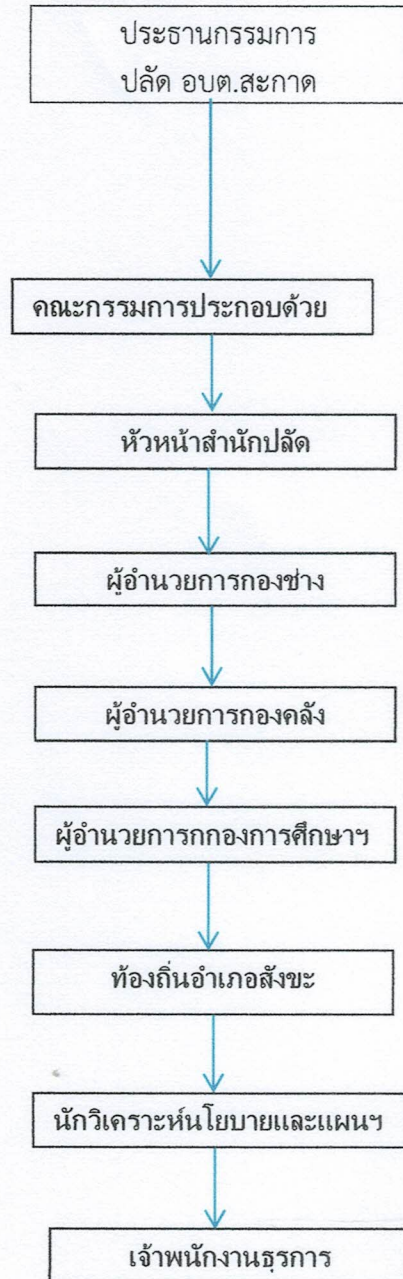 ประธานกรรมการ
ปลัด อบต.สะกาด
คณะกรรมการประกอบด้วย
หัวหน้าสำนักปลัด
ผู้อำนวยการกองช่าง
ผู้อำนวยการกองคลัง
ผู้อำนวยการกกองการศึกษาฯ
ท้องถิ่นอำเภอสังขะ
นักวิเคราะห์นโยบายและแผนฯ
เจ้าพนักงานธุรการ